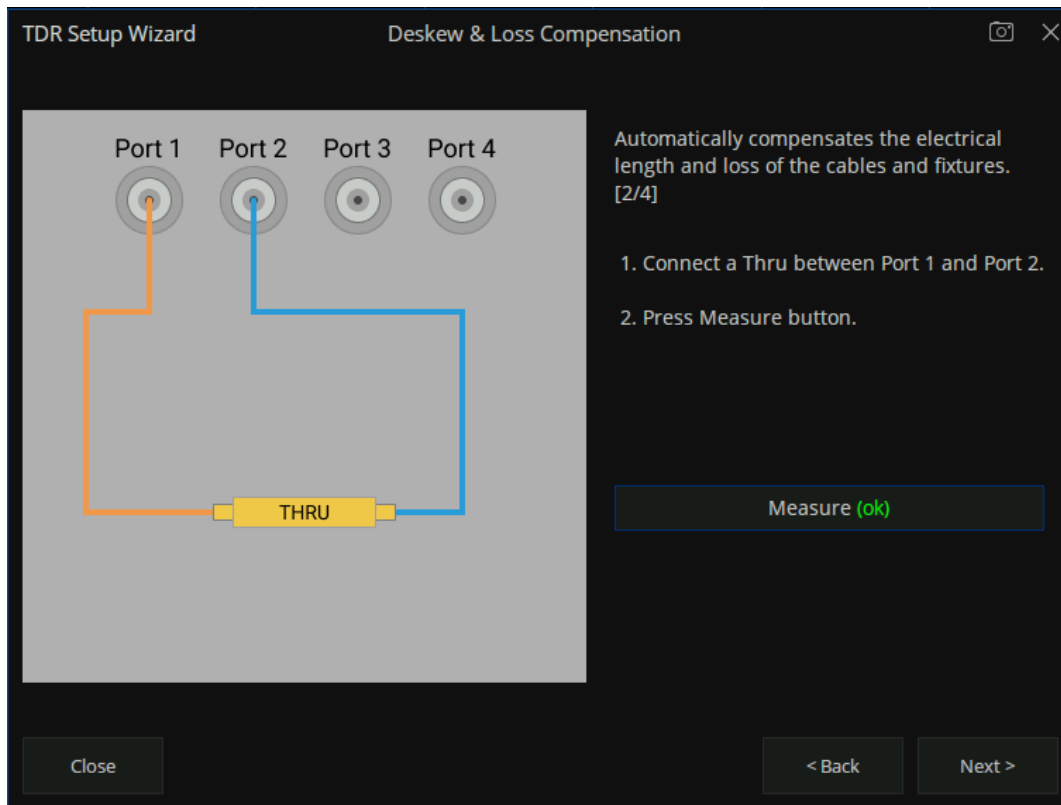 TDR Setup Wizard
Deskew & Loss Compensation
Port 1 Port 2 Port 3 Port 4
THRU
Automatically compensates the electrical
length and loss of the cables and fixtures.
[2/4]
1. Connect a Thru between Port 1 and Port 2.
2. Press Measure button.
Measure (ok)
Close
< Back
Next >